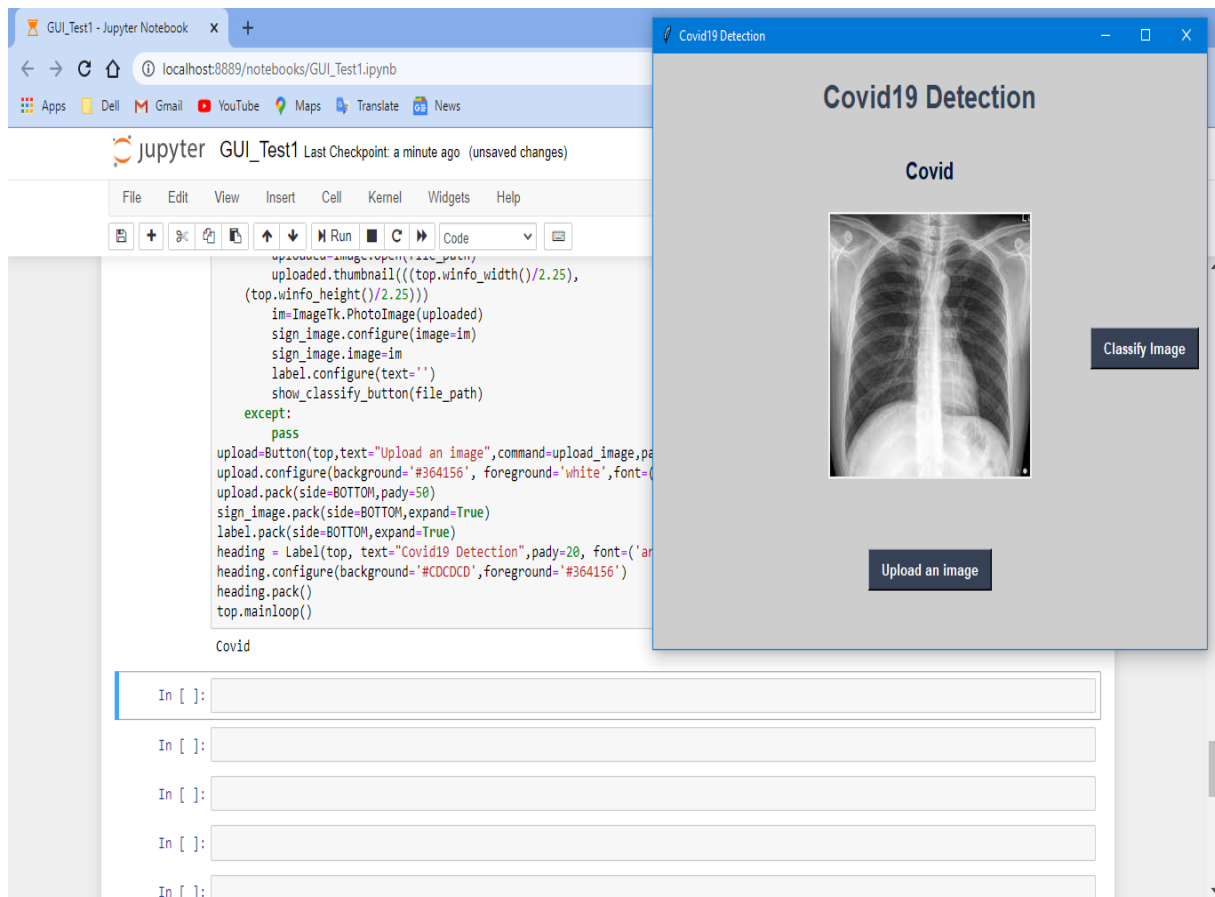 GUI_Test1 - Jupyter Notebook
localhost:8889/notebooks/GUI_Test1.ipynb
Apps Dell Gmail YouTube Maps Translate News
jupyter GUI_Test1 Last Checkpoint: a minute ago (unsaved changes)
File Edit View Insert Cell Kernel Widgets Help
Run Code
uploaded=Image.open(file_path)
uploaded.thumbnail(((top.winfo_width()/2.25),
(top.winfo_height()/2.25)))
im=ImageTk.PhotoImage(uploaded)
sign_image.configure(image=im)
sign_image.image=im
label.configure(text='')
show_classify_button(file_path)
except:
pass
upload=Button(top,text="Upload an image",command=upload_image,pa
upload.configure(background='#364156', foreground='white',font=(
upload.pack(side=BOTTOM,pady=50)
sign_image.pack(side=BOTTOM,expand=True)
label.pack(side=BOTTOM,expand=True)
heading = Label(top, text="Covid19 Detection",pady=20, font=('ar
heading.configure(background='#CDCDCD',foreground='#364156')
heading.pack()
top.mainloop()
Covid
In [ ]:
In [ ]:
In [ ]:
In [ ]:
In [ ]:
Covid19 Detection
Covid19 Detection
Covid
Classify Image
Upload an image